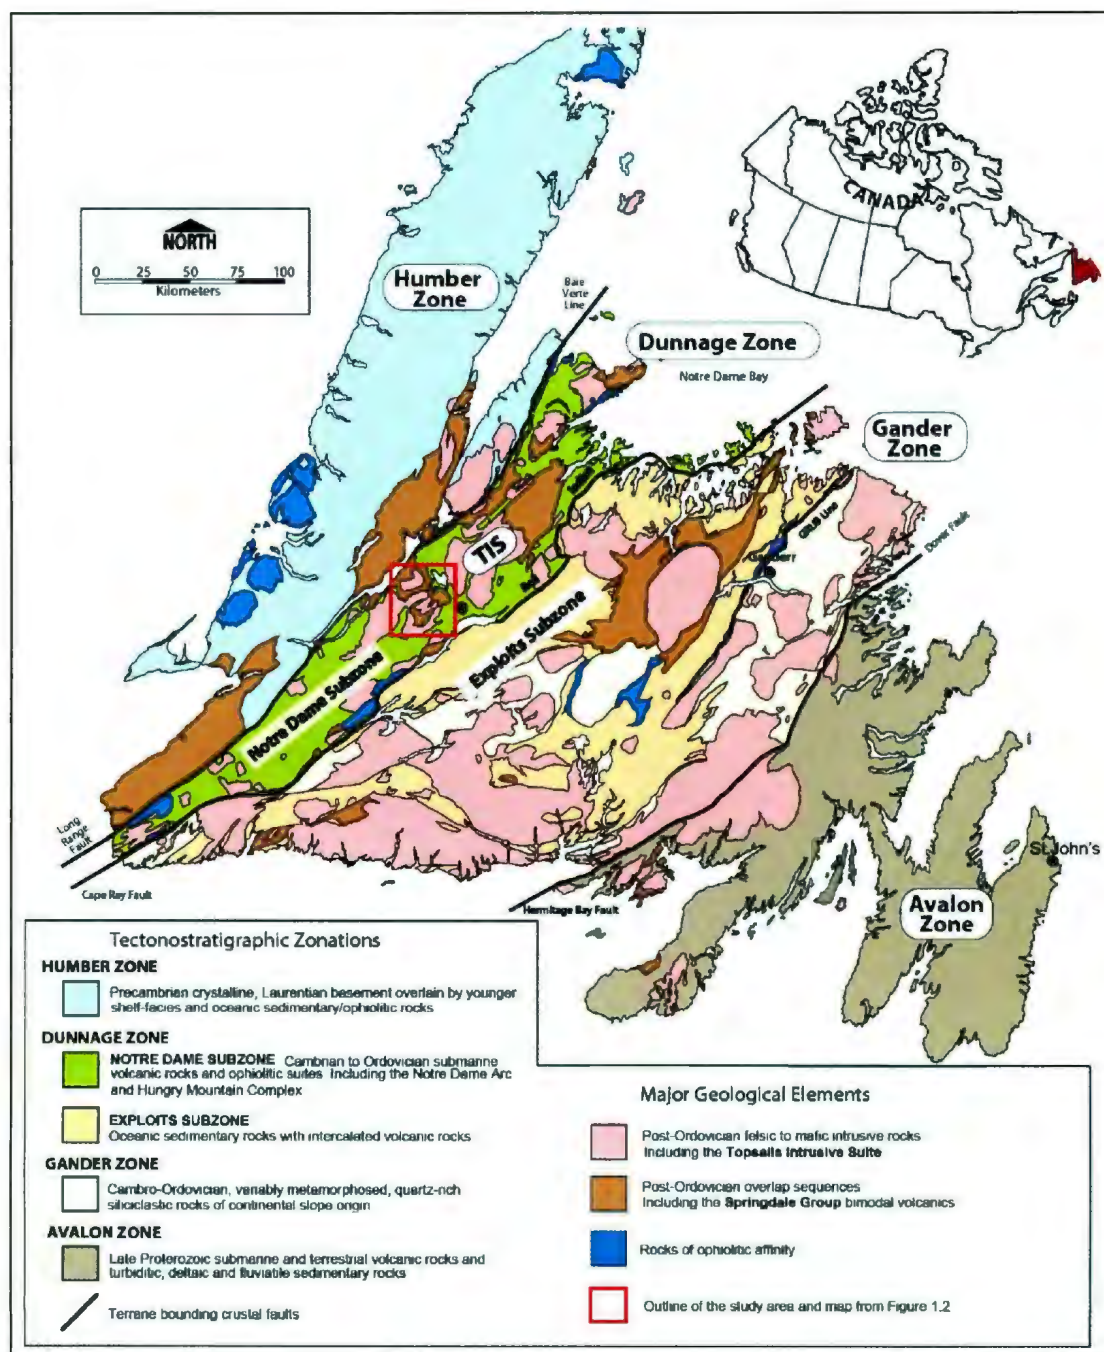 CANADA
NORTH
0 25 50 75 100
Kilometers
Humber
Zone
Baie
Verte
Line
Dunnage Zone
Notre Dame Bay
Gander
Zone
TIS
GRUB Line
Dover Fault
Exploits Subzone
Notre Dame Subzone
Long
Range
Fault
Cape Ray Fault
Hermitage Bay Fault
St. John's
Avalon
Zone
Tectonostratigraphic Zonations
HUMBER ZONE
Precambrian crystalline, Laurentian basement overlain by younger
shelf-facies and oceanic sedimentary/ophiolitic rocks
DUNNAGE ZONE
NOTRE DAME SUBZONE Cambrian to Ordovician submarine
volcanic rocks and ophiolitic suites Including the Notre Dame Arc
and Hungry Mountain Complex
EXPLOITS SUBZONE
Oceanic sedimentary rocks with intercalated volcanic rocks
GANDER ZONE
Cambro-Ordovician, variably metamorphosed, quartz-rich
siliciclastic rocks of continental slope origin
AVALON ZONE
Late Proterozoic submarine and terrestrial volcanic rocks and
turbiditic, deltaic and fluviatile sedimentary rocks
Terrane bounding crustal faults
Major Geological Elements
Post-Ordovician felsic to mafic intrusive rocks
Including the Topsails Intrusive Suite
Post-Ordovician overlap sequences
Including the Springdale Group bimodal volcanics
Rocks of ophiolitic affinity
Outline of the study area and map from Figure 1.2